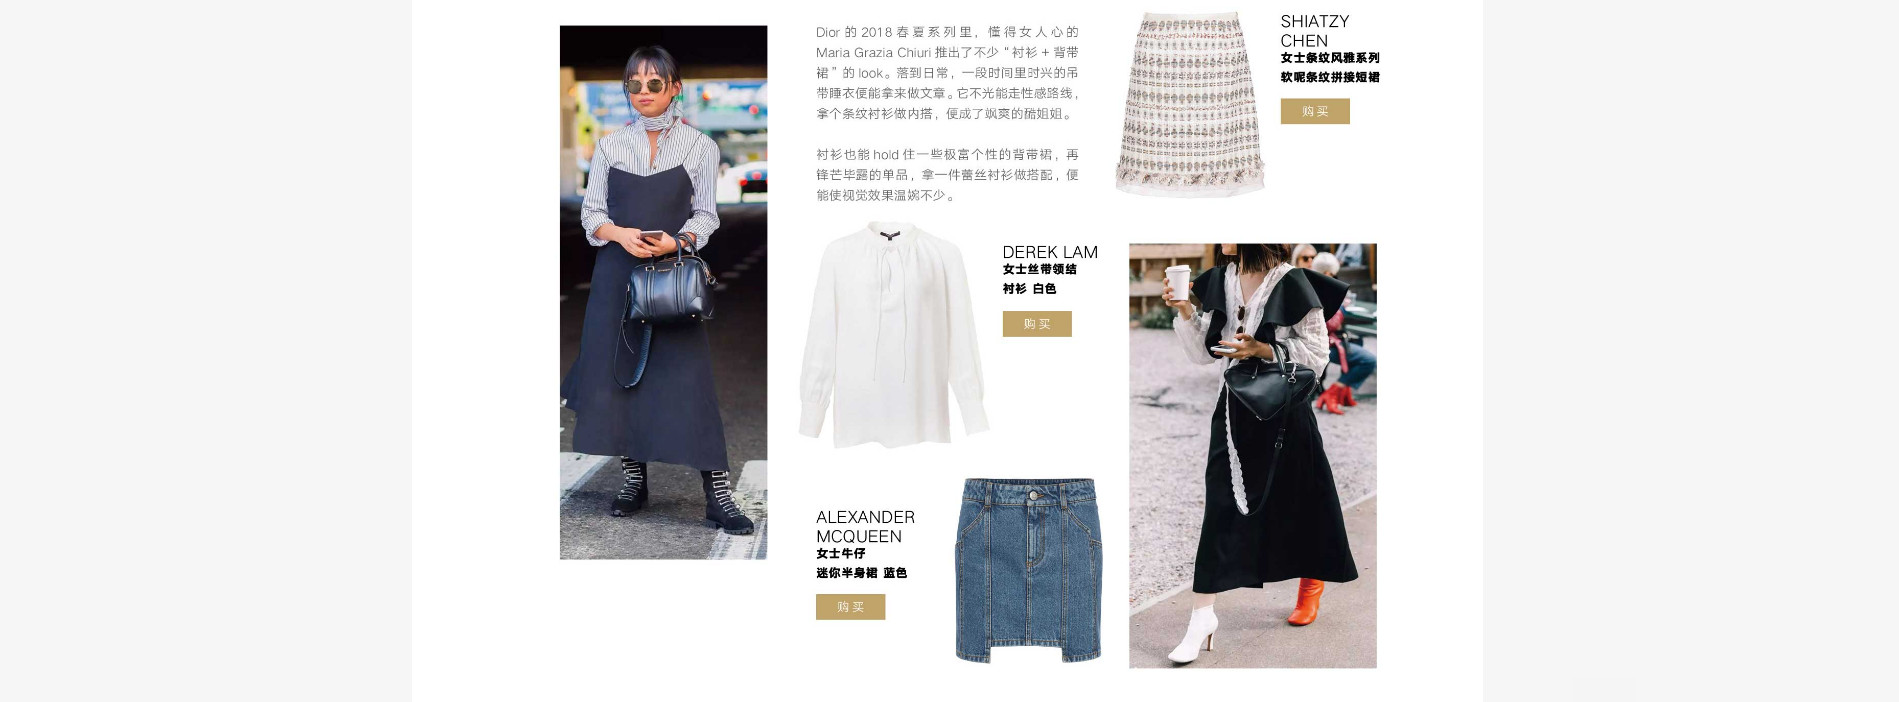 Dior 的 2018 春夏系列里，懂得女人心的
Maria Grazia Chiuri 推出了不少“衬衫 + 背带
裙”的 look。落到日常，一段时间里时兴的吊
带睡衣便能拿来做文章。它不光能走性感路线，
拿个条纹衬衫做内搭，便成了飒爽的酷姐姐。
衬衫也能 hold 住一些极富个性的背带裙，再
锋芒毕露的单品，拿一件蕾丝衬衫做搭配，便
能使视觉效果温婉不少。
SHIATZY
CHEN
女士条纹风雅系列
软呢条纹拼接短裙
购买
DEREK LAM
女士丝带领结
衬衫 白色
购买
ALEXANDER
MCQUEEN
女士牛仔
迷你半身裙 蓝色
购买